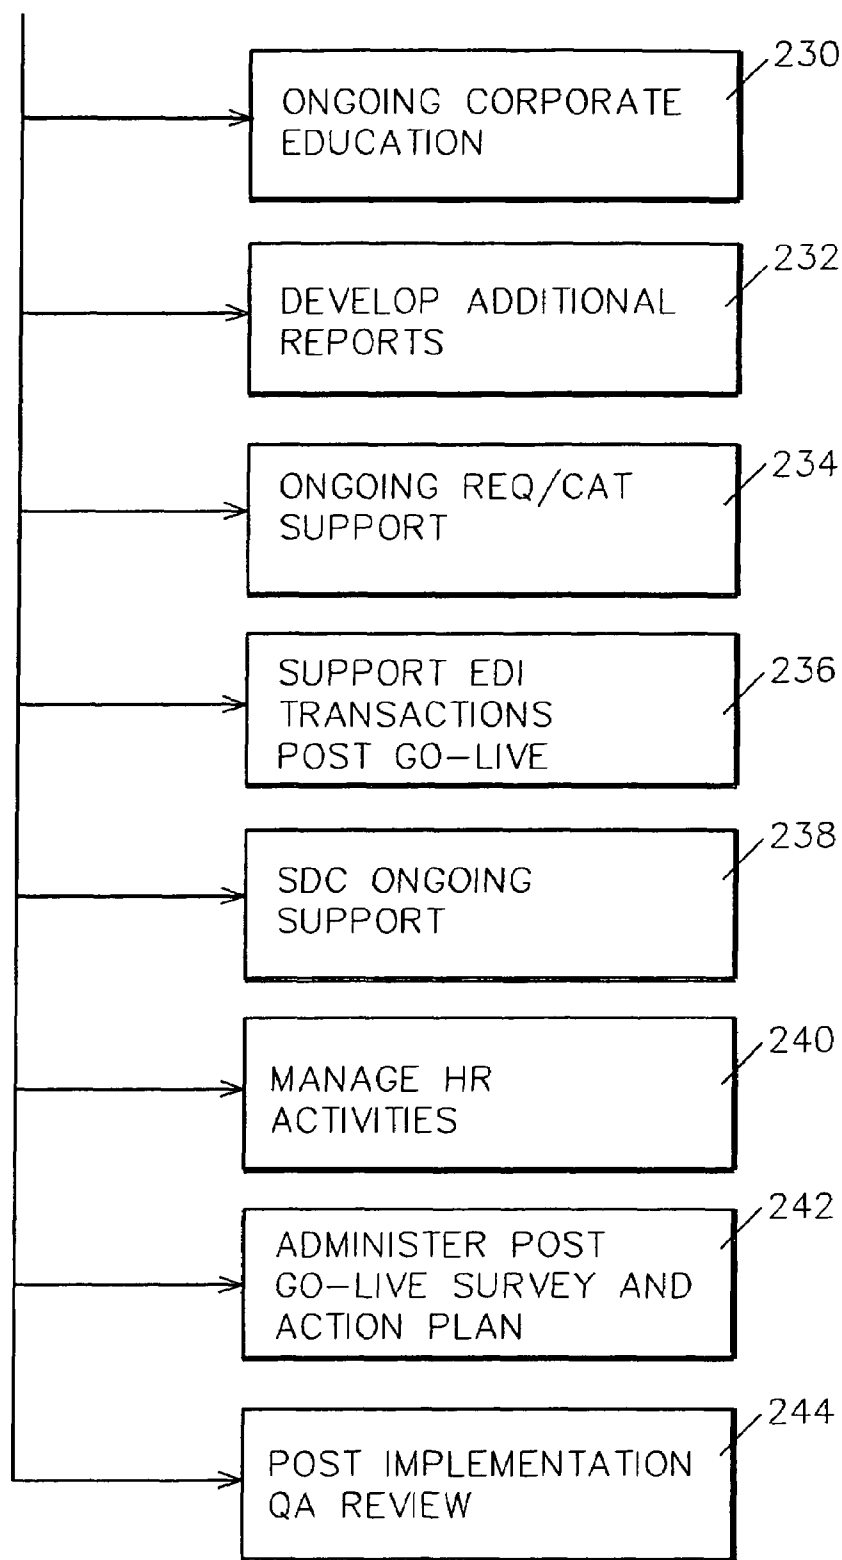 230
ONGOING CORPORATE
EDUCATION
232
DEVELOP ADDITIONAL
REPORTS
234
ONGOING REQ/CAT
SUPPORT
236
SUPPORT EDI
TRANSACTIONS
POST GO-LIVE
238
SDC ONGOING
SUPPORT
240
MANAGE HR
ACTIVITIES
242
ADMINISTER POST
GO-LIVE SURVEY AND
ACTION PLAN
244
POST IMPLEMENTATION
QA REVIEW